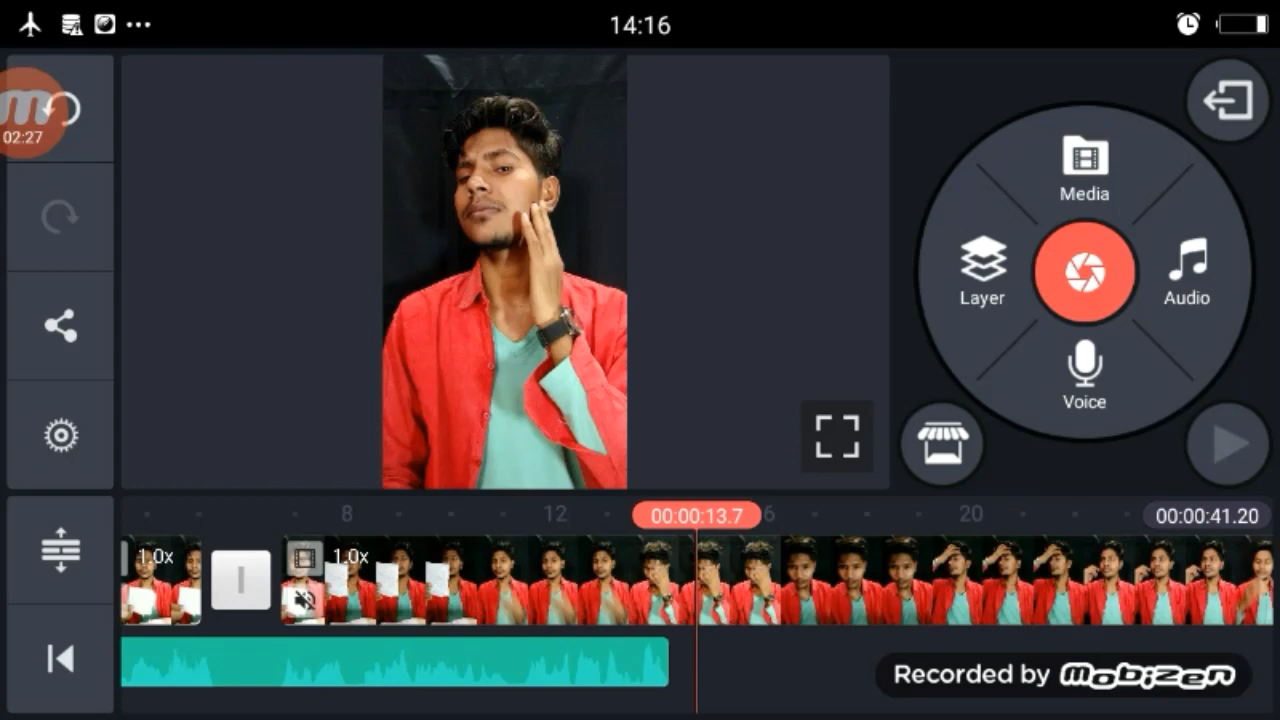 14:16
02:27
Media
Layer
Audio
Voice
8
12
00:00:13.7
6
20
00:00:41.20
1.0x
1.0x
Recorded by mobizen